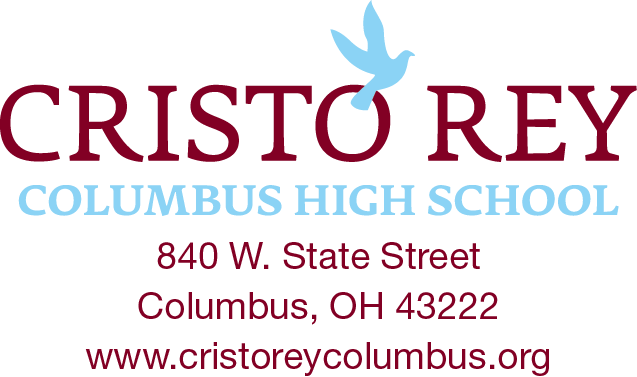 CRISTO REY
COLUMBUS HIGH SCHOOL
840 W. State Street
Columbus, OH 43222
www.cristoreycolumbus.org